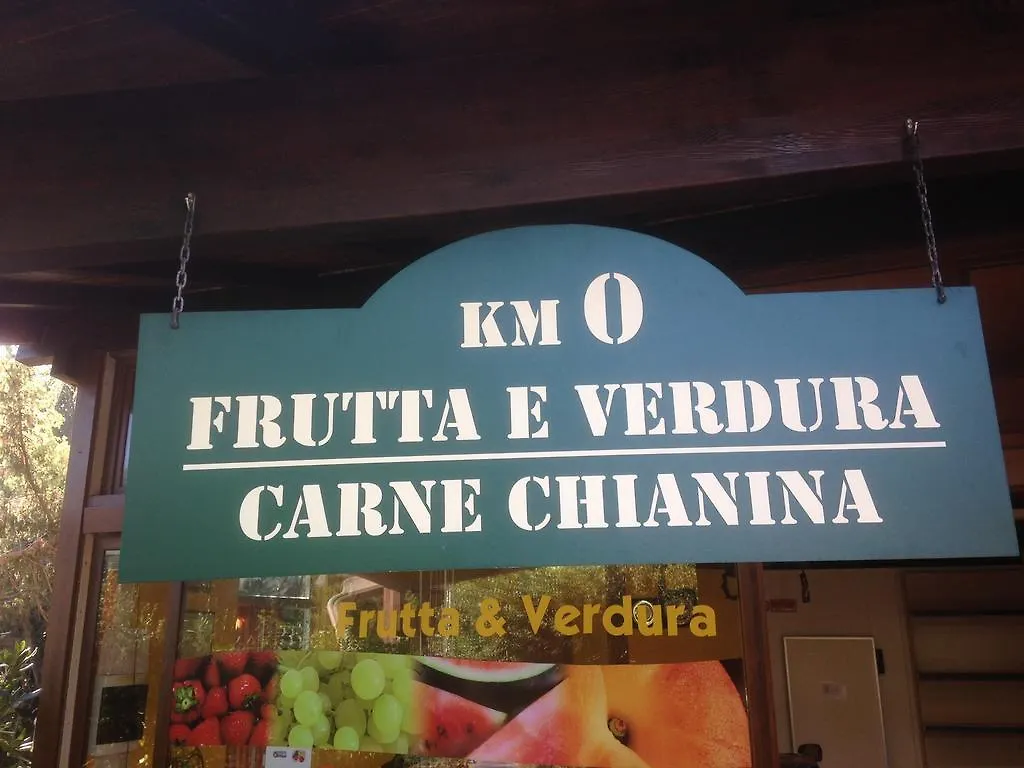 KM 0
FRUTTA E VERDURA
CARNE CHIANINA
Frutta & Verdura